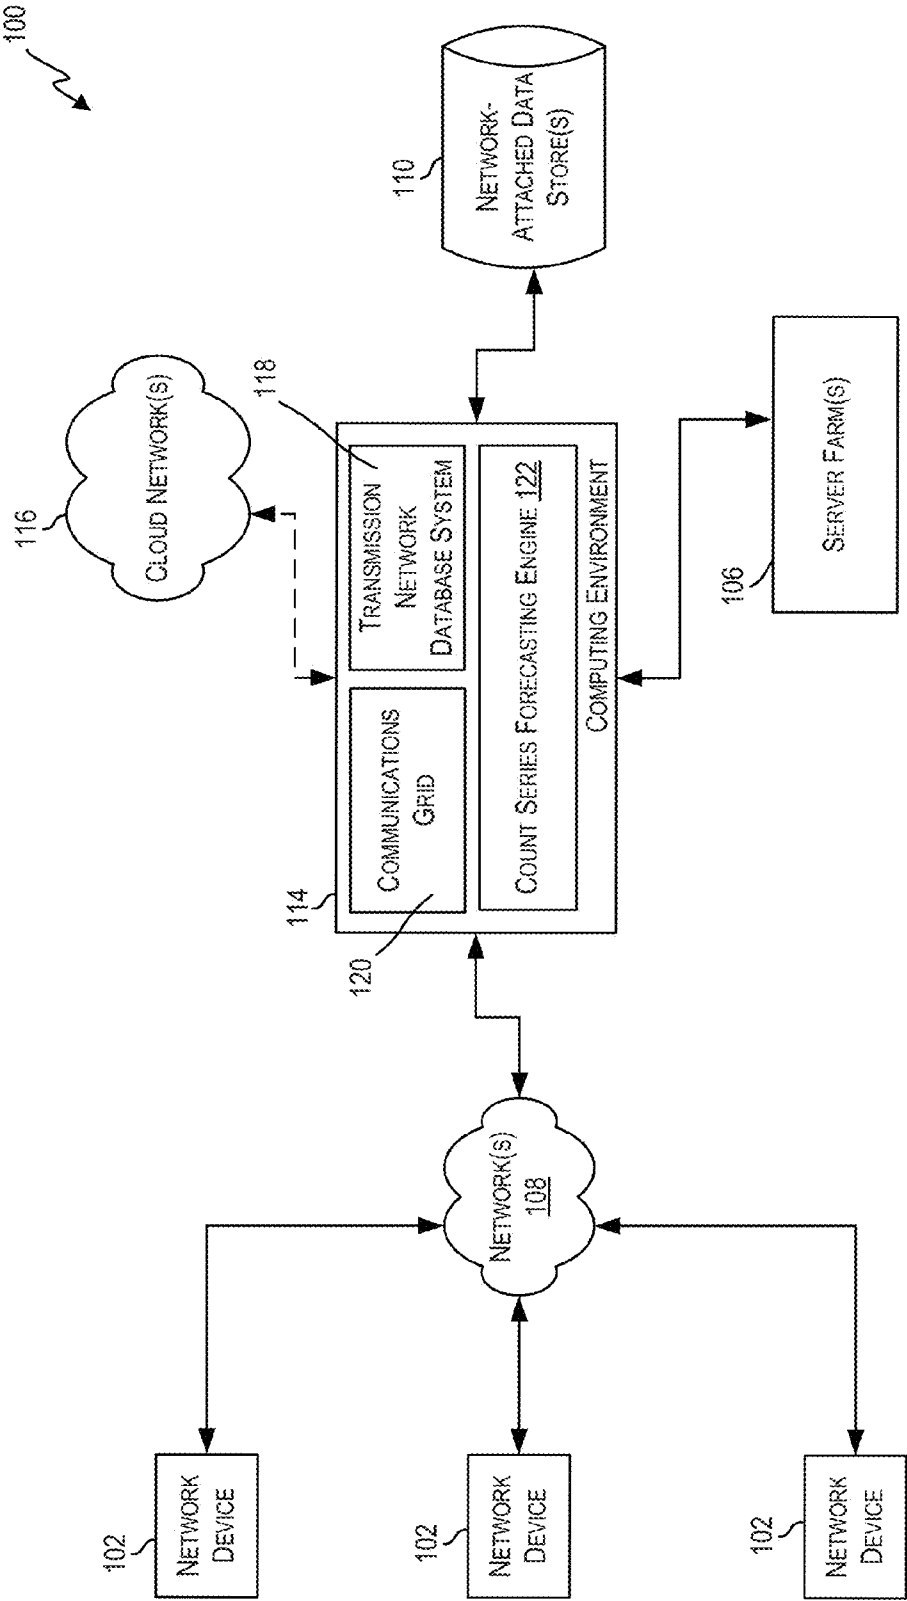 100
116
CLOUD NETWORK(S)
118
110
NETWORK-
ATTACHED DATA
STORE(S)
114
COMMUNICATIONS
GRID
120
TRANSMISSION
NETWORK
DATABASE SYSTEM
COUNT SERIES FORECASTING ENGINE 122
COMPUTING ENVIRONMENT
106
SERVER FARM(S)
NETWORK(S)
108
102
NETWORK
DEVICE
102
NETWORK
DEVICE
102
NETWORK
DEVICE